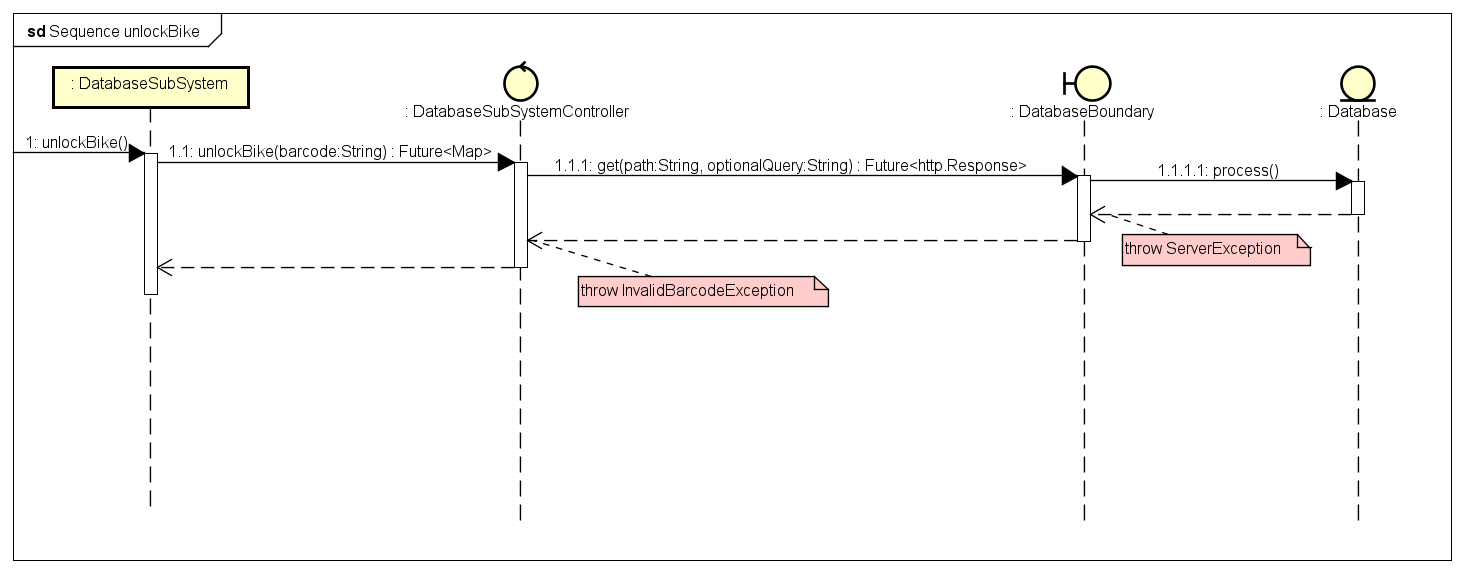 sd Sequence unlockBike
: DatabaseSubSystem
: DatabaseSubSystemController
: DatabaseBoundary
: Database
1: unlockBike()
1.1: unlockBike(barcode:String) : Future<Map>
1.1.1: get(path:String, optionalQuery:String) : Future<http.Response>
1.1.1.1: process()
throw ServerException
throw InvalidBarcodeException